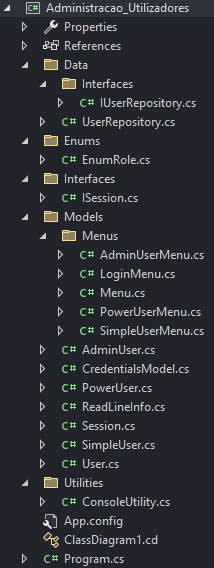 C# Administracao_Utilizadores
Properties
References
Data
Interfaces
C# IUserRepository.cs
C# UserRepository.cs
Enums
C# EnumRole.cs
Interfaces
C# ISession.cs
Models
Menus
C# AdminUserMenu.cs
C# LoginMenu.cs
C# Menu.cs
C# PowerUserMenu.cs
C# SimpleUserMenu.cs
C# AdminUser.cs
C# CredentialsModel.cs
C# PowerUser.cs
C# ReadLineInfo.cs
C# Session.cs
C# SimpleUser.cs
C# User.cs
Utilities
C# ConsoleUtility.cs
App.config
ClassDiagram1.cd
C# Program.cs